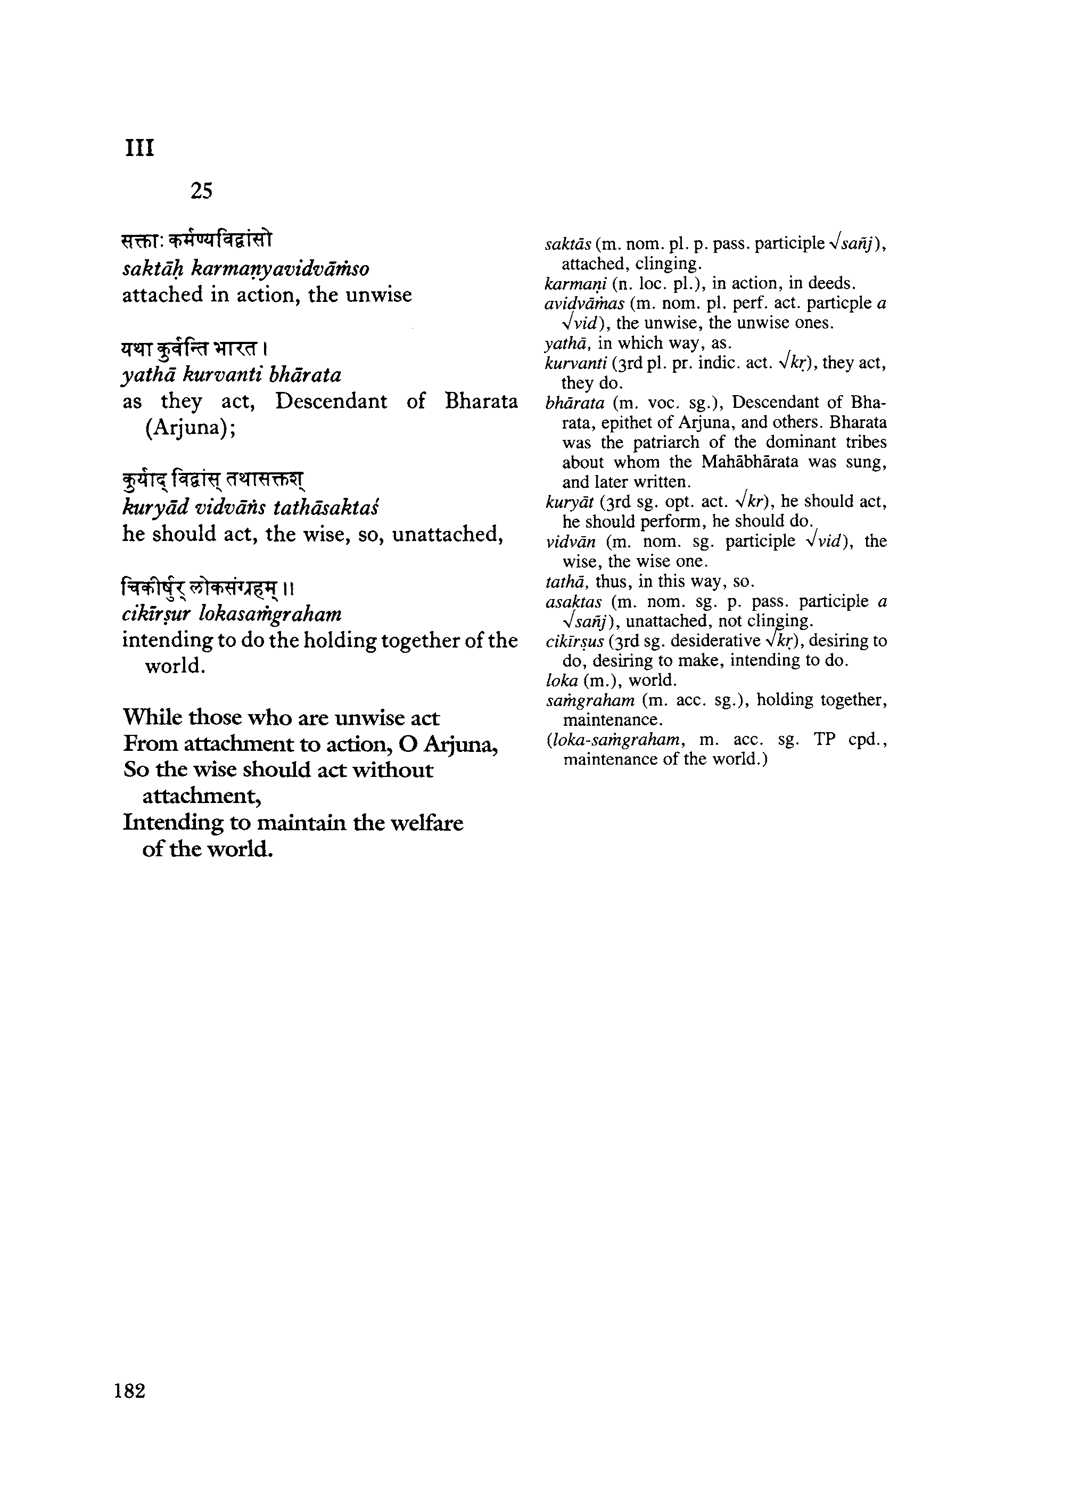 III
25
सक्ताः कर्मण्यविद्वांसो
saktāḥ karmaṇyavidvāṁso
attached in action, the unwise
यथा कुर्वन्ति भारत ।
yathā kurvanti bhārata
as they act, Descendant of Bharata
(Arjuna);
कुर्याद् विद्वांस् तथासक्तश्
kuryād vidvāṅs tathāsaktaś
he should act, the wise, so, unattached,
चिकीर्षुर् लोकसंग्रहम् ॥
cikīrṣur lokasaṁgraham
intending to do the holding together of the
world.
While those who are unwise act
From attachment to action, O Arjuna,
So the wise should act without
attachment,
Intending to maintain the welfare
of the world.
saktās (m. nom. pl. p. pass. participle √sañj),
attached, clinging.
karmaṇi (n. loc. pl.), in action, in deeds.
avidvāṁas (m. nom. pl. perf. act. particple a
√vid), the unwise, the unwise ones.
yathā, in which way, as.
kurvanti (3rd pl. pr. indic. act. √kṛ), they act,
they do.
bhārata (m. voc. sg.), Descendant of Bha-
rata, epithet of Arjuna, and others. Bharata
was the patriarch of the dominant tribes
about whom the Mahābhārata was sung,
and later written.
kuryāt (3rd sg. opt. act. √kr), he should act,
he should perform, he should do.
vidvān (m. nom. sg. participle √vid), the
wise, the wise one.
tathā, thus, in this way, so.
asaktas (m. nom. sg. p. pass. participle a
√sañj), unattached, not clinging.
cikīrṣus (3rd sg. desiderative √kṛ), desiring to
do, desiring to make, intending to do.
loka (m.), world.
saṁgraham (m. acc. sg.), holding together,
maintenance.
(loka-saṁgraham, m. acc. sg. TP cpd.,
maintenance of the world.)
182